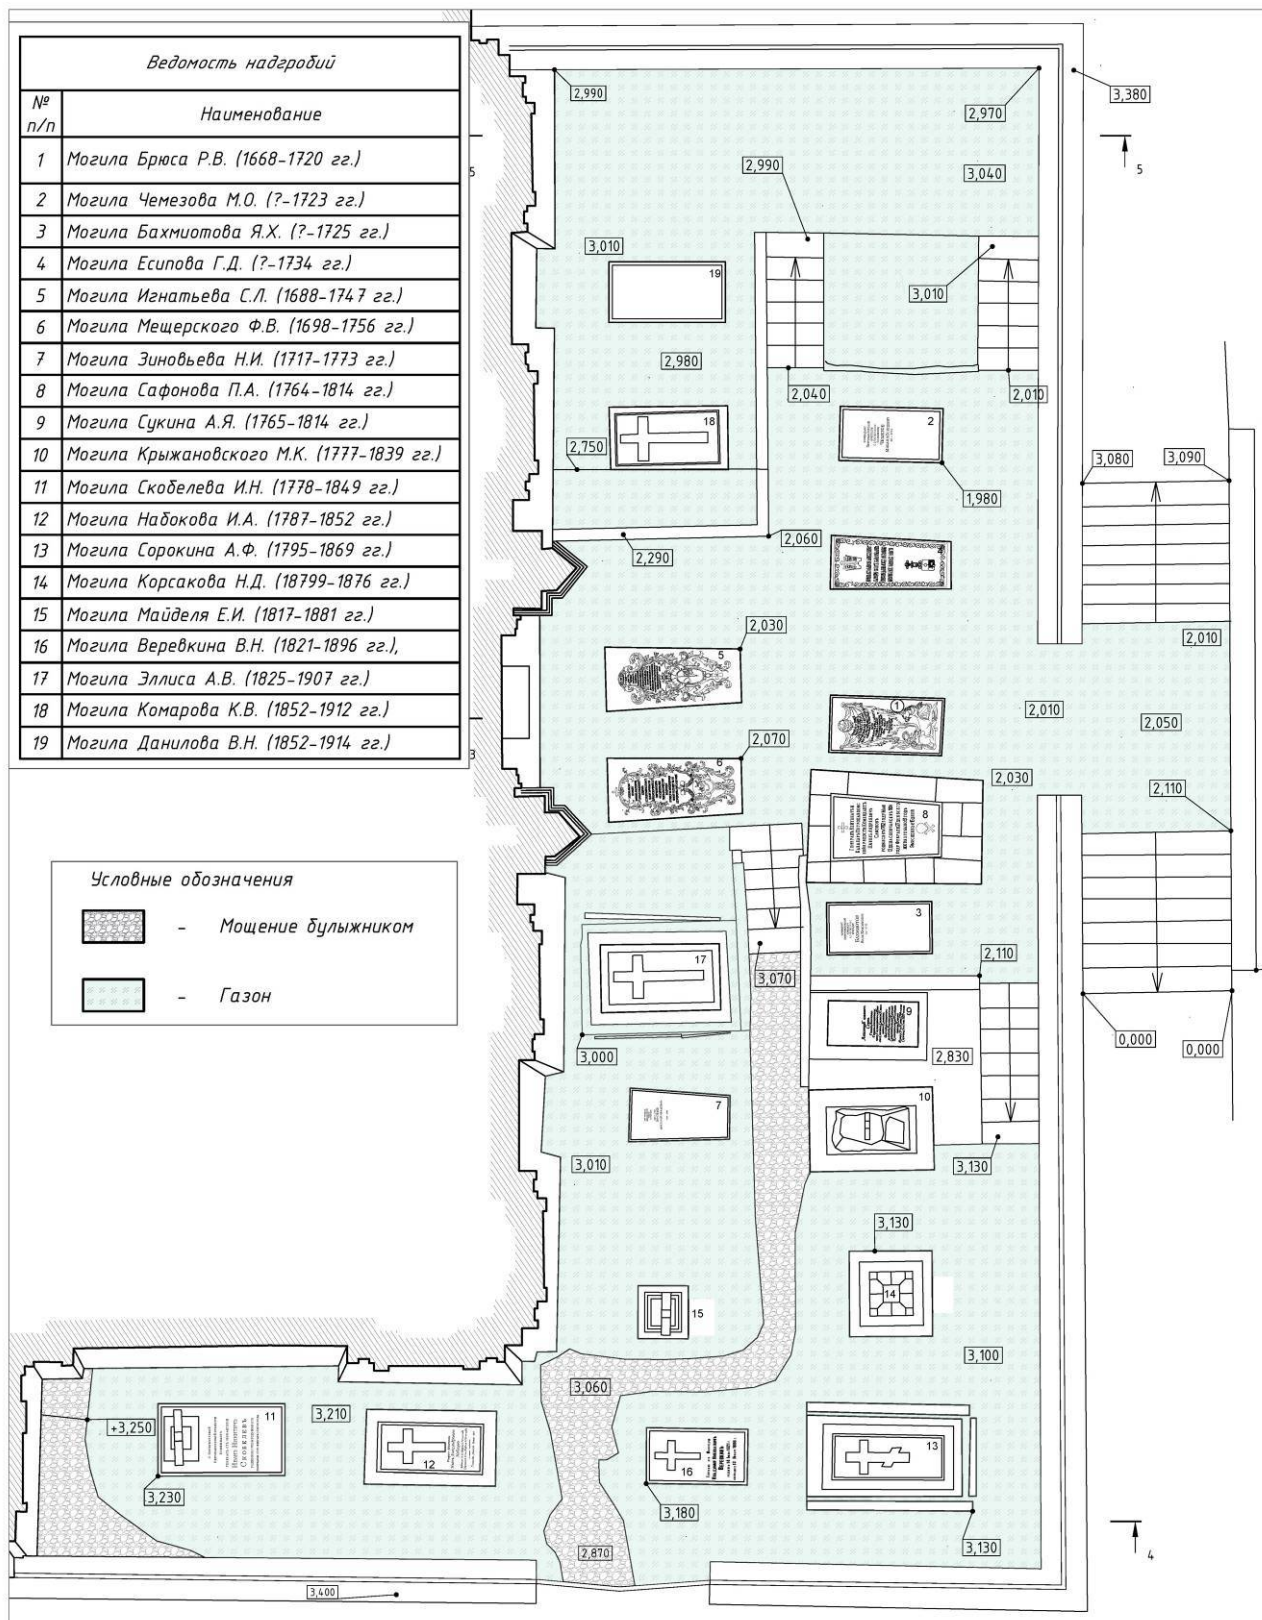 Ведомость надгробий
№ п/п
Наименование
1 Могила Брюса Р.В. (1668-1720 гг.)
2 Могила Чемезова М.О. (?-1723 гг.)
3 Могила Бахмиотова Я.Х. (?-1725 гг.)
4 Могила Есипова Г.Д. (?-1734 гг.)
5 Могила Игнатьева С.Л. (1688-1747 гг.)
6 Могила Мещерского Ф.В. (1698-1756 гг.)
7 Могила Зиновьева Н.И. (1717-1773 гг.)
8 Могила Сафонова П.А. (1764-1814 гг.)
9 Могила Сукина А.Я. (1765-1814 гг.)
10 Могила Крыжановского М.К. (1777-1839 гг.)
11 Могила Скобелева И.Н. (1778-1849 гг.)
12 Могила Набокова И.А. (1787-1852 гг.)
13 Могила Сорокина А.Ф. (1795-1869 гг.)
14 Могила Корсакова Н.Д. (18799-1876 гг.)
15 Могила Майделя Е.И. (1817-1881 гг.)
16 Могила Веревкина В.Н. (1821-1896 гг.),
17 Могила Эллиса А.В. (1825-1907 гг.)
18 Могила Комарова К.В. (1852-1912 гг.)
19 Могила Данилова В.Н. (1852-1914 гг.)
Условные обозначения
- Мощение булыжником
- Газон
2,990
2,970
3,380
5
5
2,990
3,040
3,010
19
3,010
2,980
2,040
2,010
18
2
2,750
3,080
3,090
1,980
2,060
2,290
2,030
2,010
5
1
2,010
2,050
3
2,070
6
2,030
2,110
8
3
17
3,070
2,110
9
3,000
2,830
0,000
0,000
7
10
3,010
3,130
3,130
14
15
3,100
3,060
+3,250
11
СКОБЕЛЕВЪ
3,210
12
16
13
3,230
3,180
3,130
2,870
4
3,400